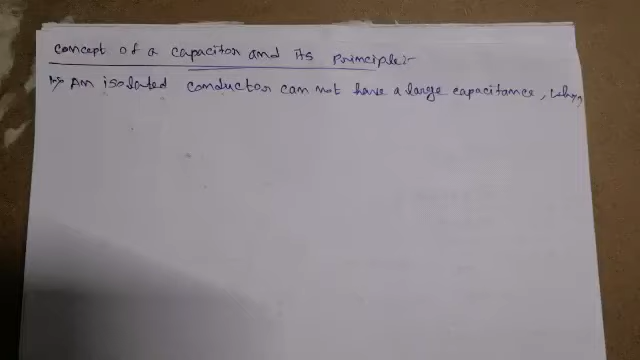 Concept of a capacitor and its Principle:-
An isolated conductor can not have a large capacitance, Why,